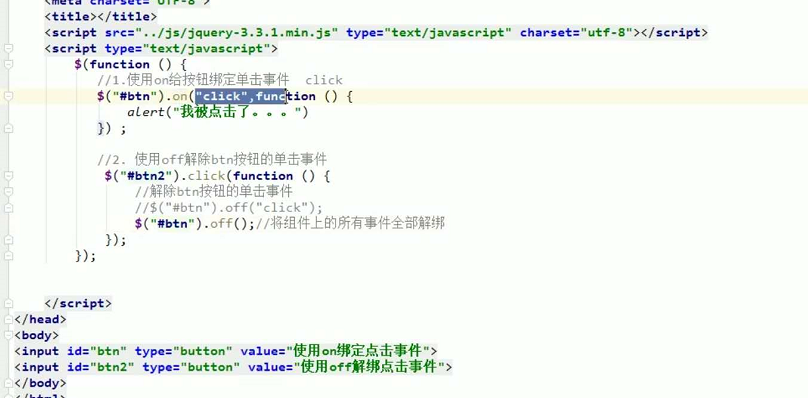 <meta charset="UTF-8">
<title></title>
<script src="../js/jquery-3.3.1.min.js" type="text/javascript" charset="utf-8"></script>
<script type="text/javascript">
$(function () {
//1.使用on给按钮绑定单击事件  click
$("#btn").on("click",function () {
alert("我被点击了。。。")
}) ;
//2. 使用off解除btn按钮的单击事件
$("#btn2").click(function () {
//解除btn按钮的单击事件
//$("#btn").off("click");
$("#btn").off();//将组件上的所有事件全部解绑
});
});
</script>
</head>
<body>
<input id="btn" type="button" value="使用on绑定点击事件">
<input id="btn2" type="button" value="使用off解绑点击事件">
</body>
</html>